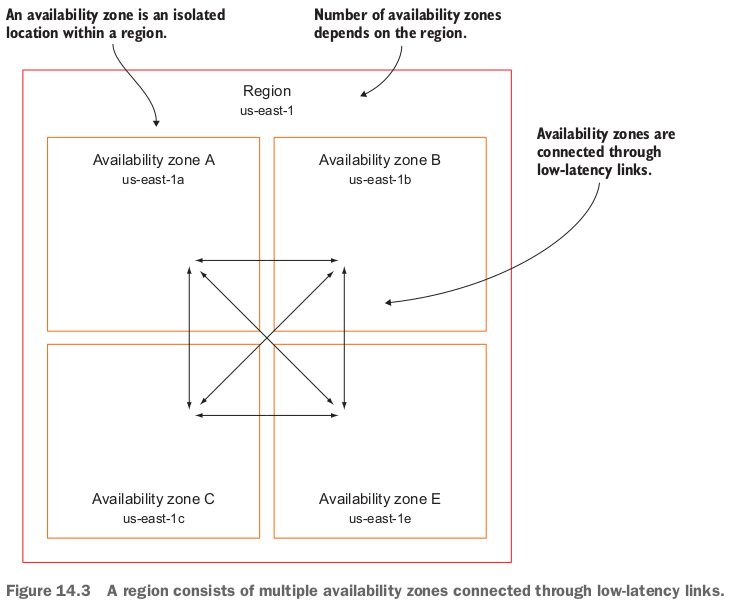 An availability zone is an isolated
location within a region.
Number of availability zones
depends on the region.
Region
us-east-1
Availability zones are
connected through
low-latency links.
Availability zone A
us-east-1a
Availability zone B
us-east-1b
Availability zone C
us-east-1c
Availability zone E
us-east-1e
Figure 14.3 A region consists of multiple availability zones connected through low-latency links.